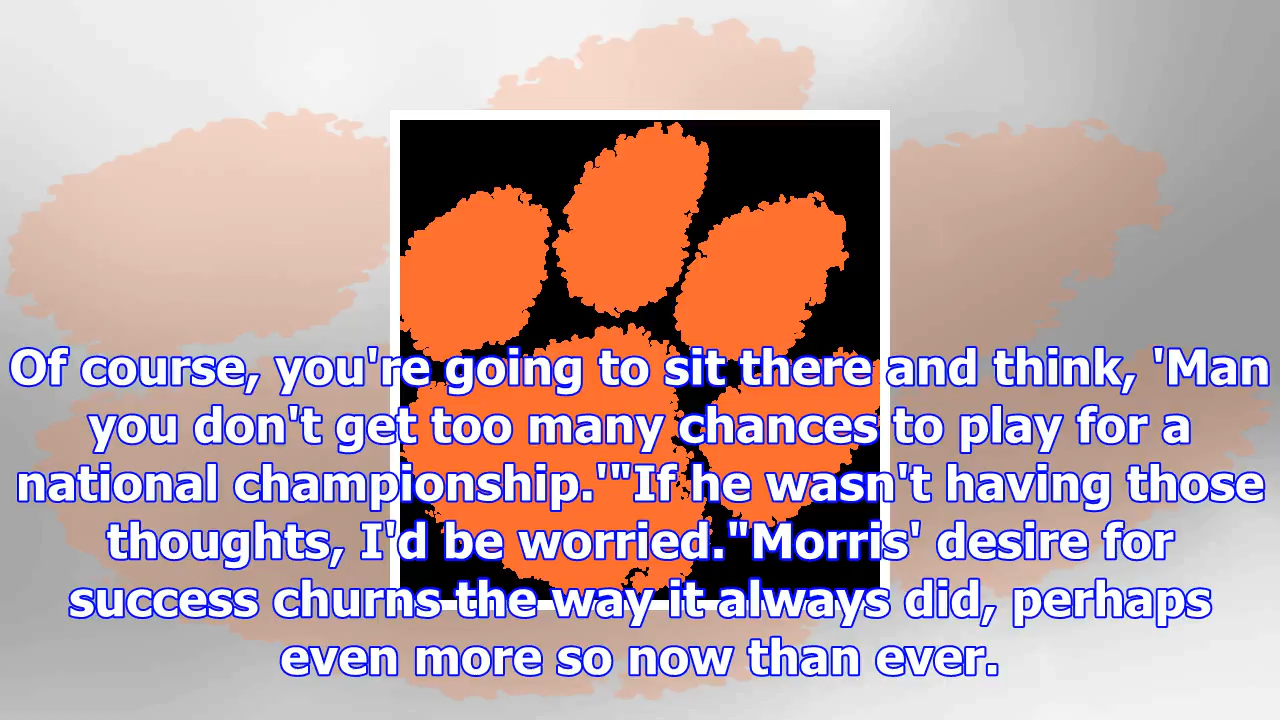 Of course, you're going to sit there and think, 'Man
you don't get too many chances to play for a
national championship.'"If he wasn't having those
thoughts, I'd be worried."Morris' desire for
success churns the way it always did, perhaps
even more so now than ever.